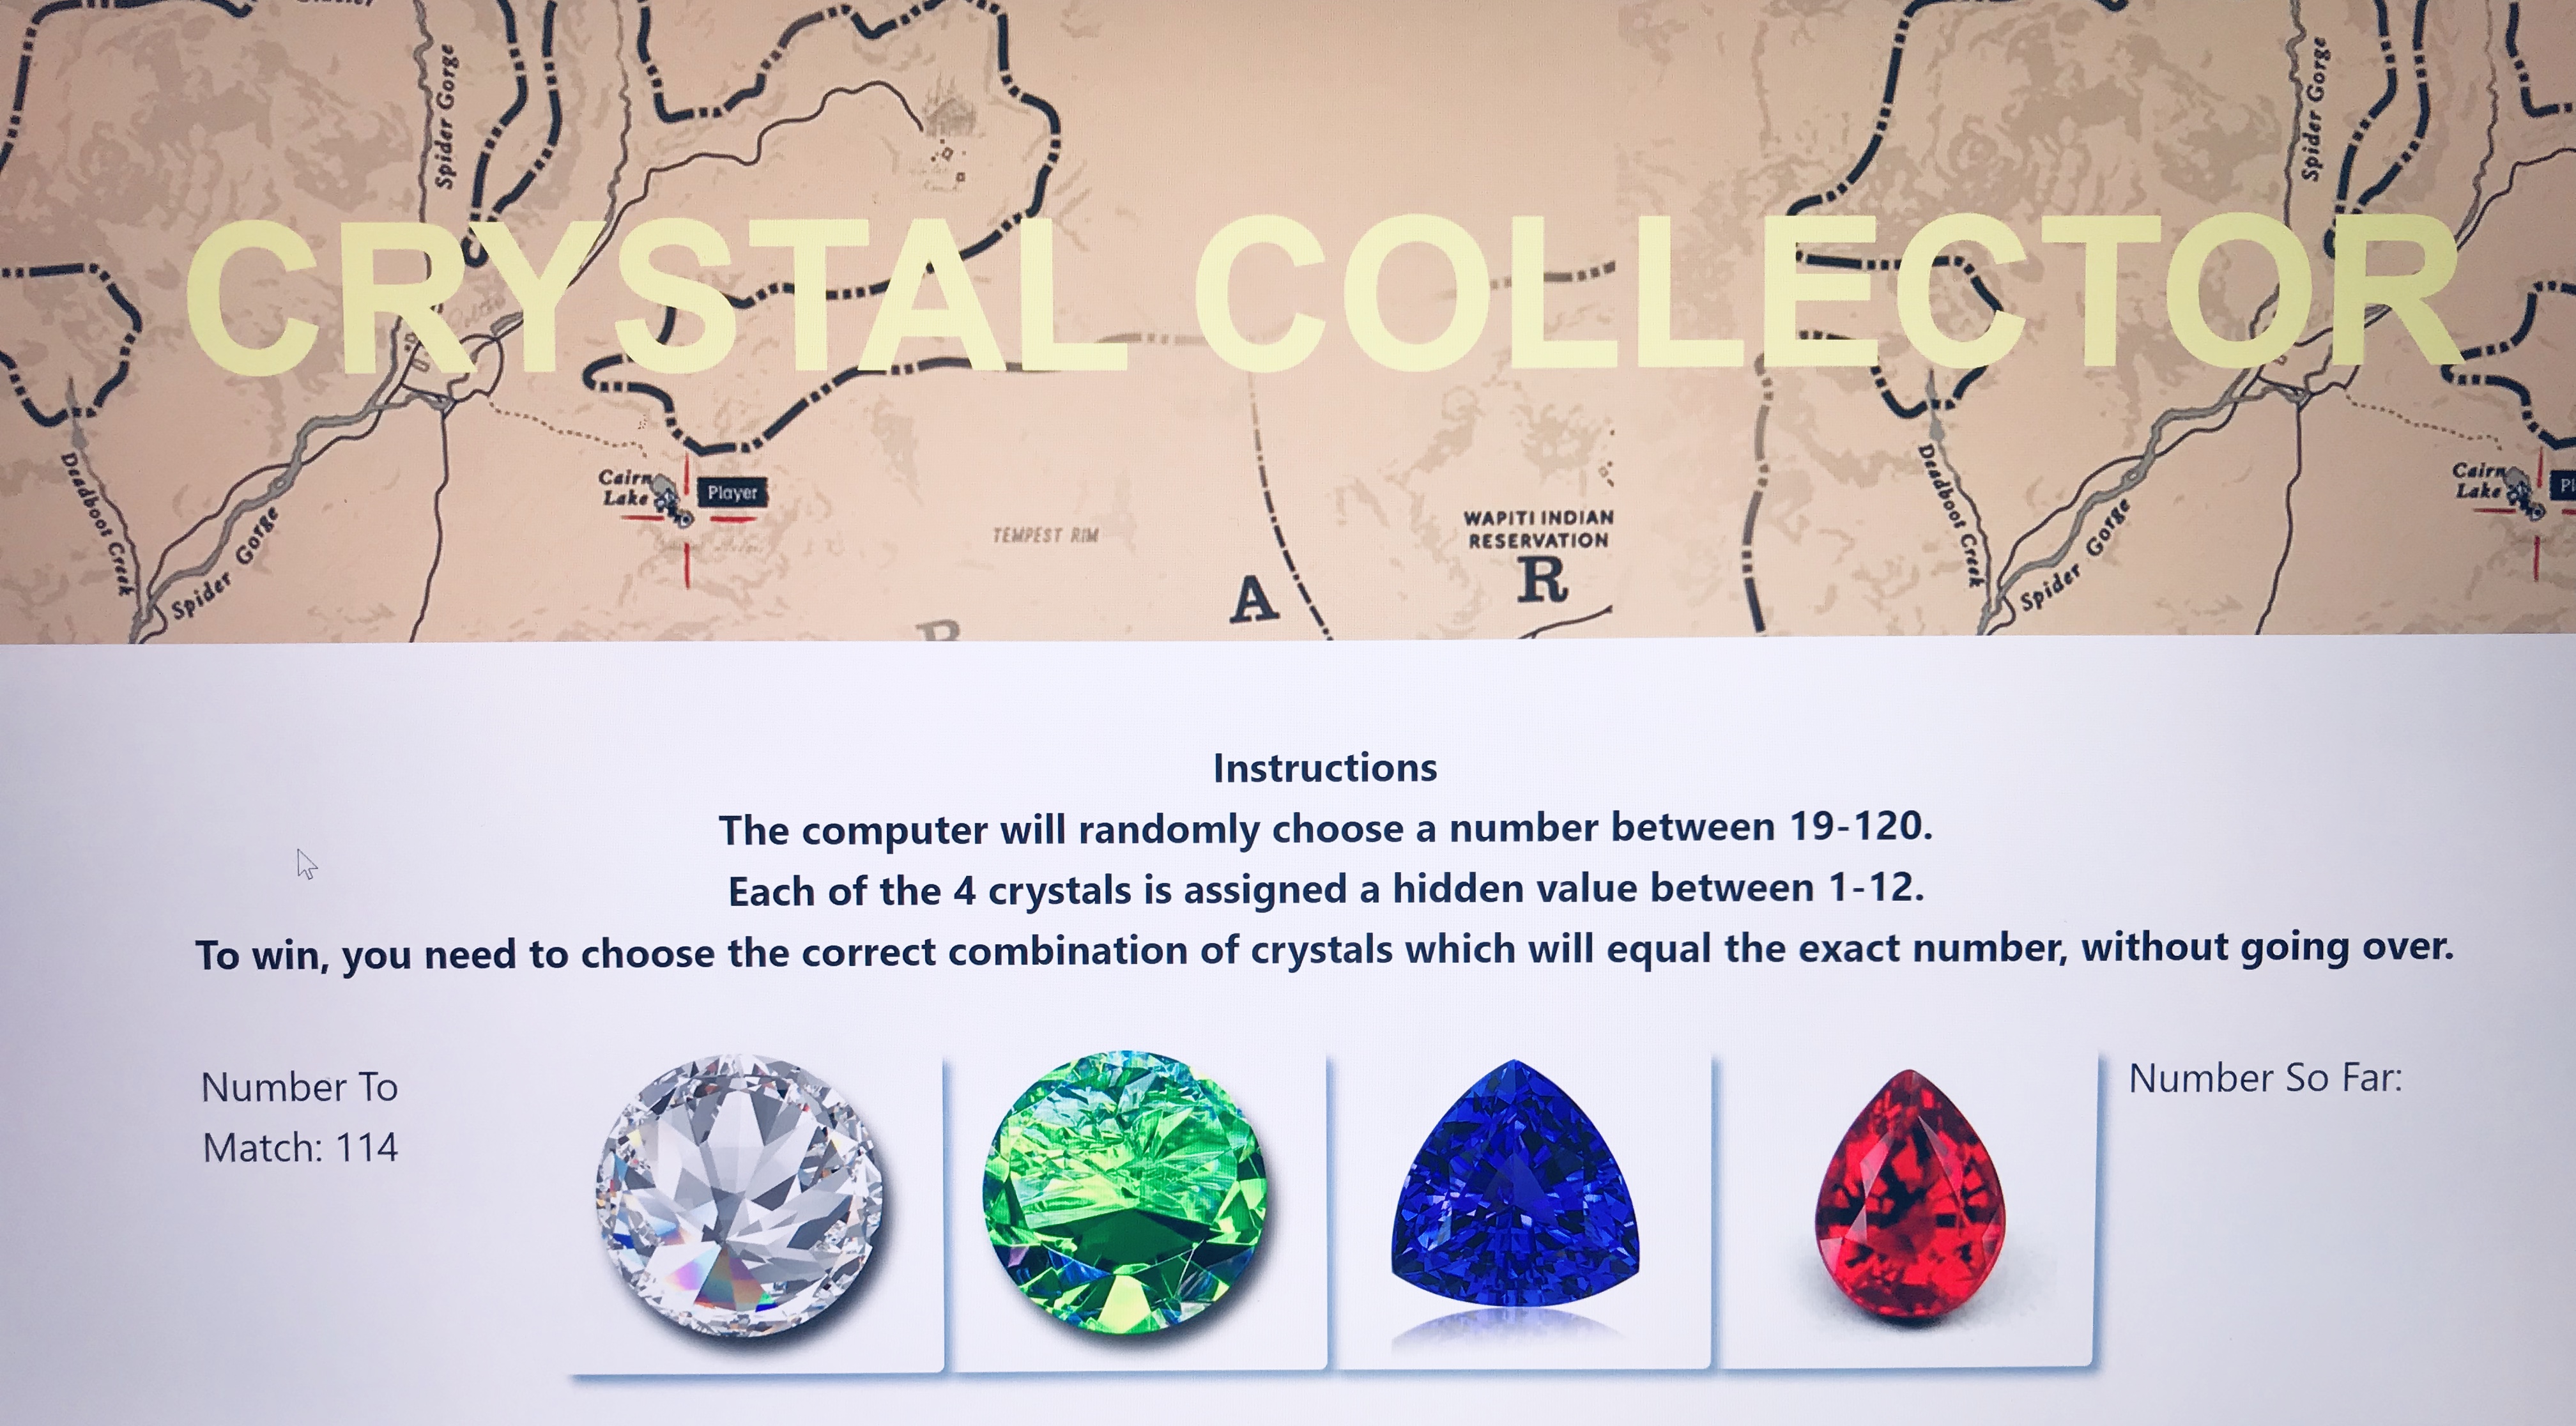 Spider Gorge
Spider Gorge
CRYSTAL COLLECTOR
Cairn
Lake
Player
Cairn
Lake
Deadboot Creek
Spider Gorge
TEMPEST RIM
WAPITI INDIAN
RESERVATION
R
A
Deadboot Creek
Spider Gorge
Instructions
The computer will randomly choose a number between 19-120.
Each of the 4 crystals is assigned a hidden value between 1-12.
To win, you need to choose the correct combination of crystals which will equal the exact number, without going over.
Number To
Match: 114
Number So Far: